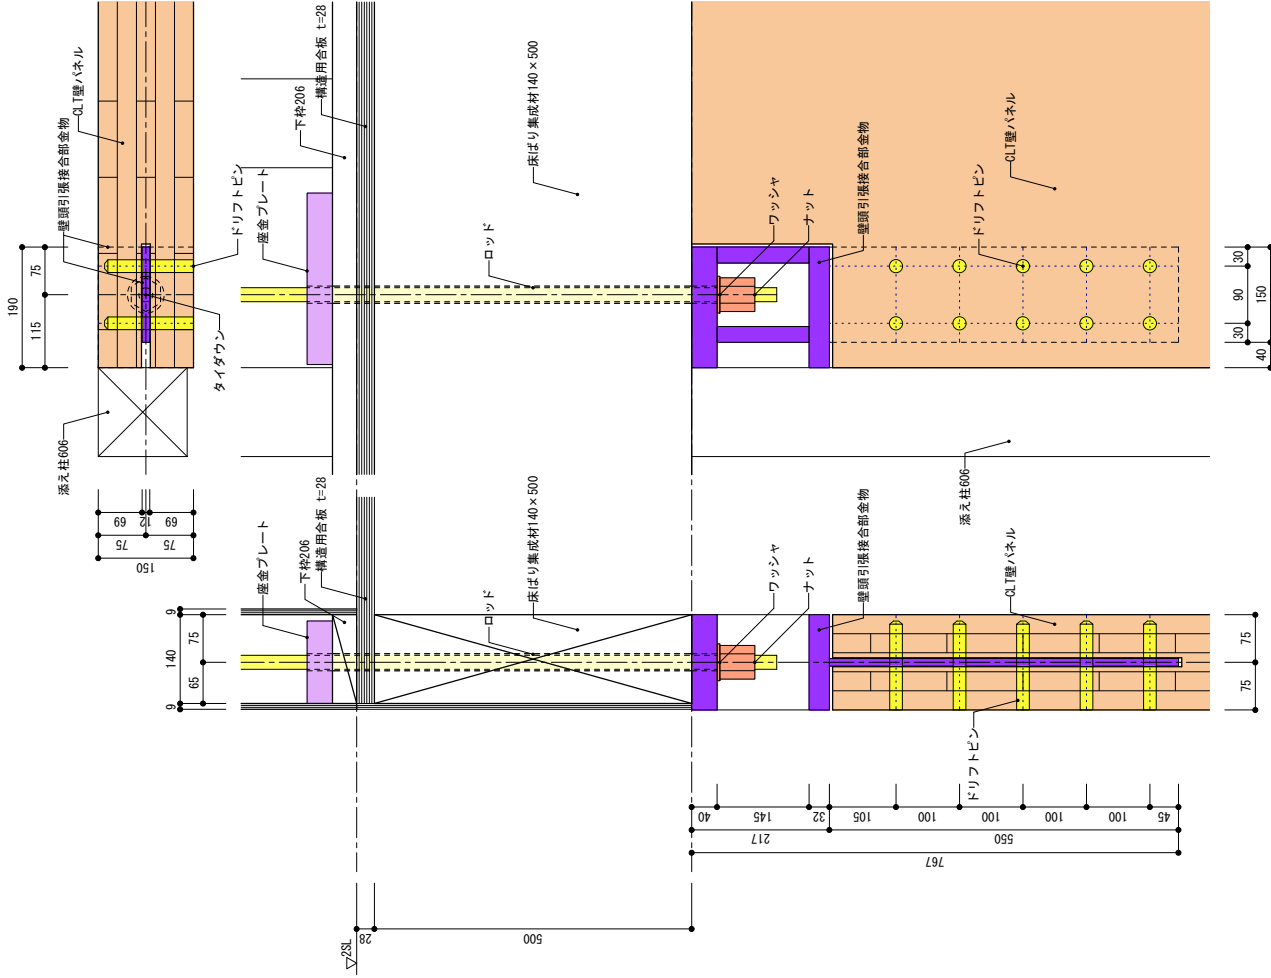 CLT壁パネル
壁頭引張接合部金物
ドリフトピン
座金プレート
タイダウン
添え柱606
190
75
115
69
12
69
75
75
150
下枠206
構造用合板 t=28
床ばり集成材140×500
ロッド
ワッシャ
ナット
壁頭引張接合部金物
CLT壁パネル
ドリフトピン
添え柱606
30
90
30
150
40
座金プレート
下枠206
構造用合板 t=28
床ばり集成材140×500
ロッド
ワッシャ
ナット
壁頭引張接合部金物
CLT壁パネル
ドリフトピン
9
75
140
65
9
75
75
40
145
32
105
100
100
100
100
45
217
550
767
2SL
28
500